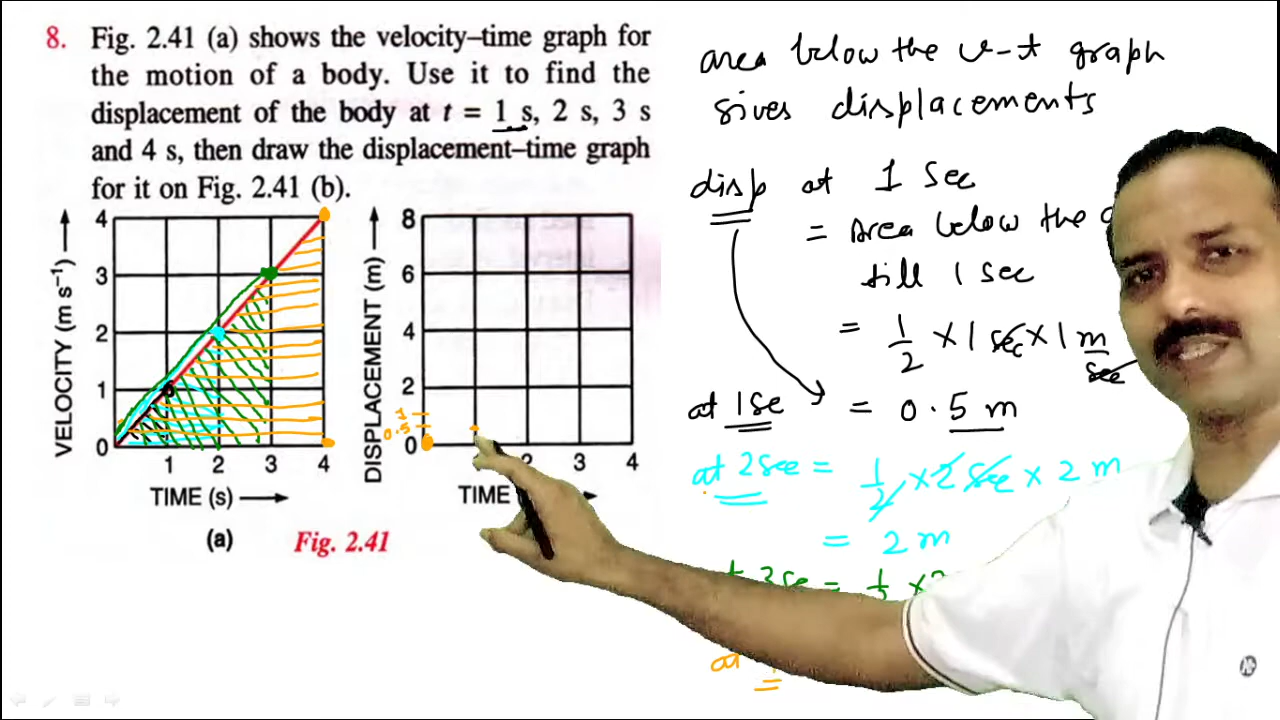 8. Fig. 2.41 (a) shows the velocity–time graph for
the motion of a body. Use it to find the
displacement of the body at t = 1 s, 2 s, 3 s
and 4 s, then draw the displacement–time graph
for it on Fig. 2.41 (b).
VELOCITY (m s⁻¹)
4
3
2
1
0
1 2 3 4
TIME (s)
(a)
Fig. 2.41
DISPLACEMENT (m)
8
6
4
2
1
0.5
0
2 3 4
TIME
area below the v-t graph
gives displacements
disp at 1 Sec
= Area below the
till 1 Sec
= 1/2 × 1 sec × 1 m/sec
at 1 Se = 0.5 m
at 2 sec = 1/2 × 2 sec × 2 m
= 2 m